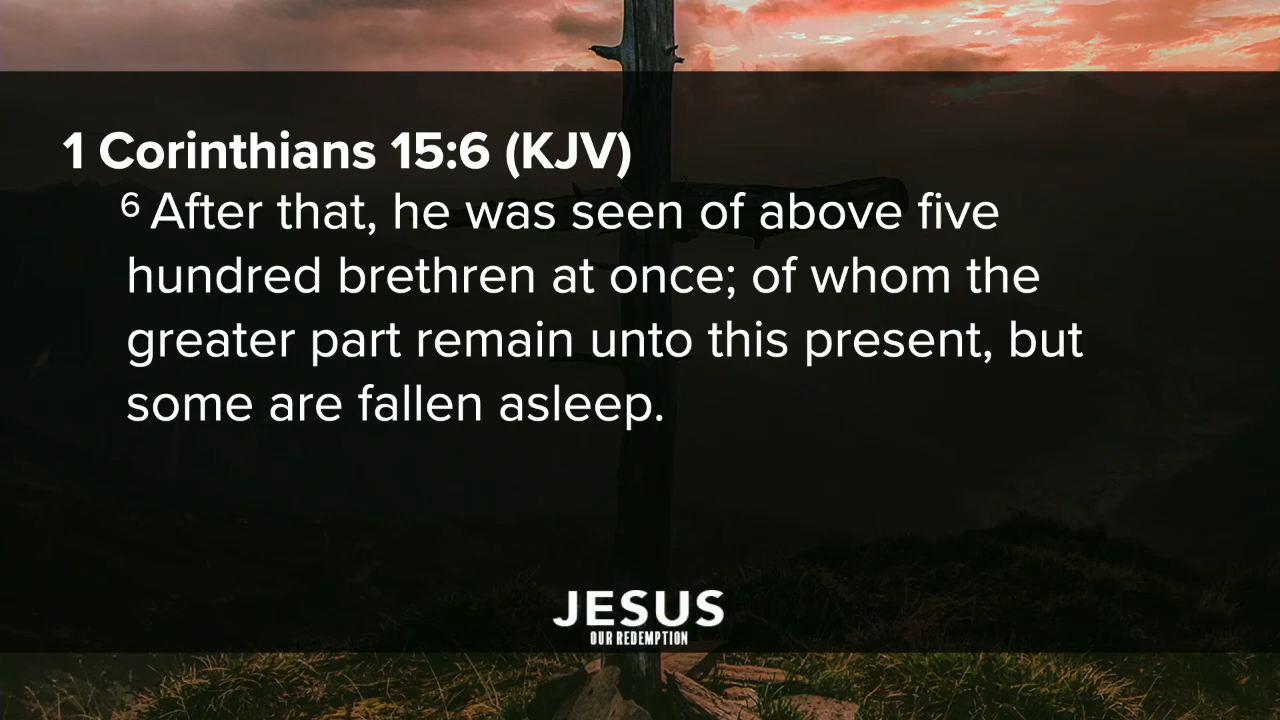 1 Corinthians 15:6 (KJV)
6 After that, he was seen of above five
hundred brethren at once; of whom the
greater part remain unto this present, but
some are fallen asleep.
JESUS
OUR REDEMPTION